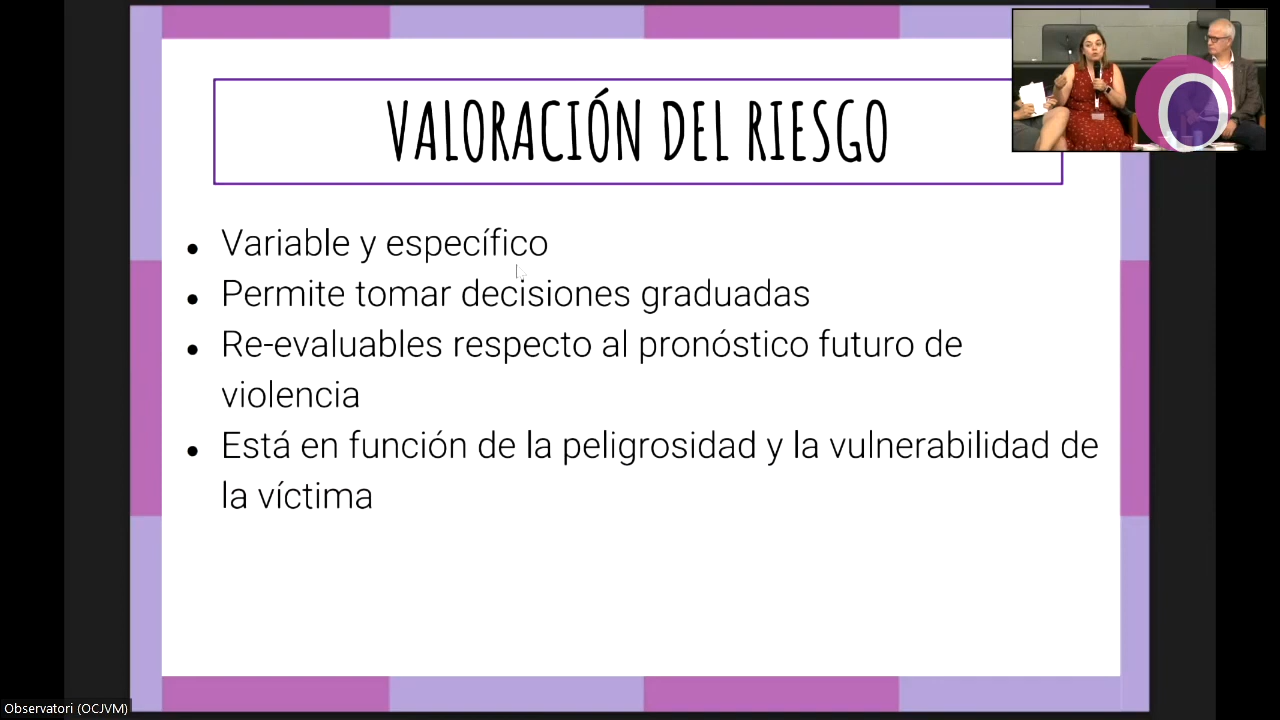 VALORACIÓN DEL RIESGO
Variable y específico
Permite tomar decisiones graduadas
Re-evaluables respecto al pronóstico futuro de
violencia
Está en función de la peligrosidad y la vulnerabilidad de
la víctima
Observatori (OCJVM)